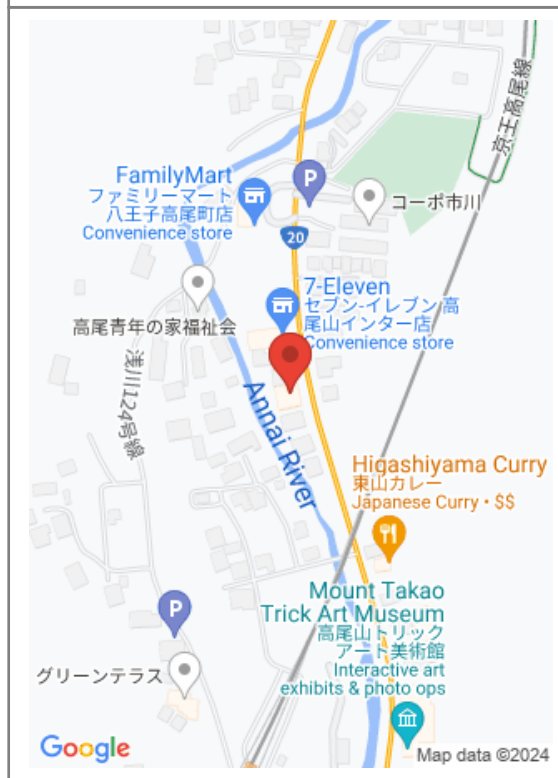 京王高尾線
FamilyMart
ファミリーマート
八王子高尾町店
Convenience store
P
コーポ市川
20
7-Eleven
セブン-イレブン 高
尾山インター店
Convenience store
高尾青年の家福祉会
浅川124号線
Annai River
Higashiyama Curry
東山カレー
Japanese Curry • $$
Mount Takao
Trick Art Museum
高尾山トリック
アート美術館
Interactive art
exhibits & photo ops
P
グリーンテラス
Google
Map data ©2024